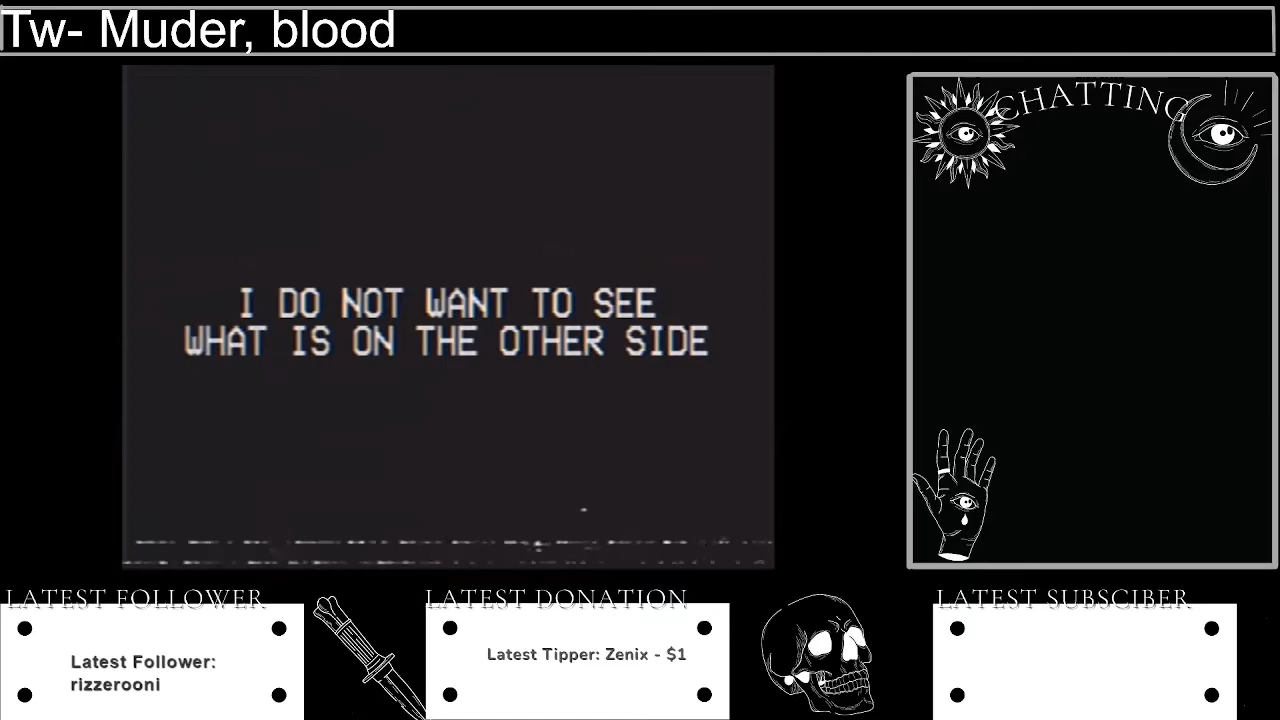 Tw- Muder, blood
CHATTING
I DO NOT WANT TO SEE
WHAT IS ON THE OTHER SIDE
LATEST FOLLOWER
Latest Follower:
rizzerooni
LATEST DONATION
Latest Tipper: Zenix - $1
LATEST SUBSCIBER